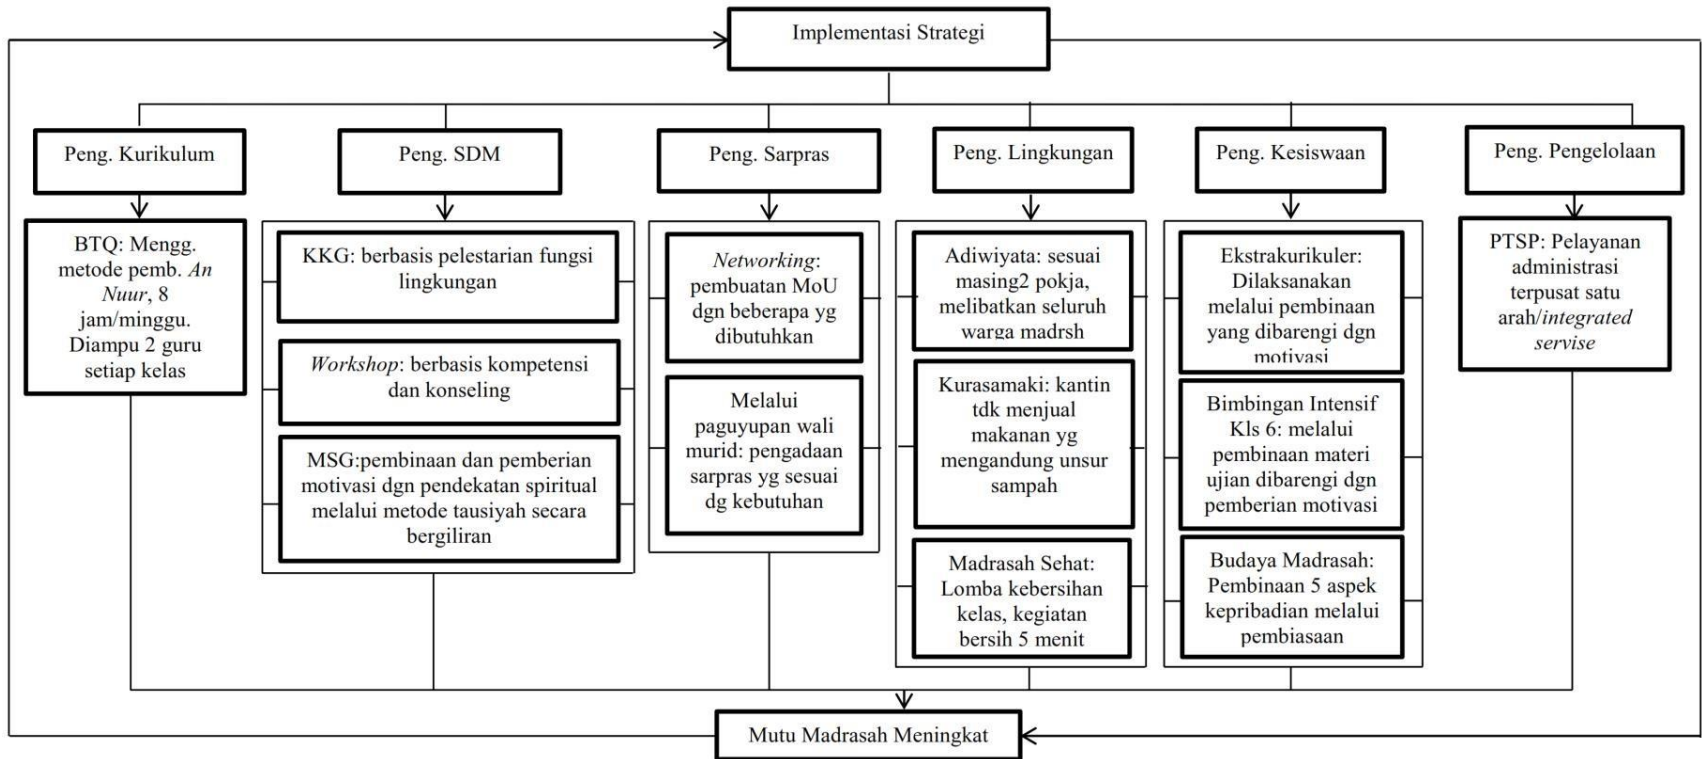 Implementasi Strategi
Peng. Kurikulum
Peng. SDM
Peng. Sarpras
Peng. Lingkungan
Peng. Kesiswaan
Peng. Pengelolaan
BTQ: Mengg.
metode pemb. An
Nuur, 8
jam/minggu.
Diampu 2 guru
setiap kelas
KKG: berbasis pelestarian fungsi
lingkungan
Workshop: berbasis kompetensi
dan konseling
MSG:pembinaan dan pemberian
motivasi dgn pendekatan spiritual
melalui metode tausiyah secara
bergiliran
Networking:
pembuatan MoU
dgn beberapa yg
dibutuhkan
Melalui
paguyupan wali
murid: pengadaan
sarpras yg sesuai
dg kebutuhan
Adiwiyata: sesuai
masing2 pokja,
melibatkan seluruh
warga madrsh
Kurasamaki: kantin
tdk menjual
makanan yg
mengandung unsur
sampah
Madrasah Sehat:
Lomba kebersihan
kelas, kegiatan
bersih 5 menit
Ekstrakurikuler:
Dilaksanakan
melalui pembinaan
yang dibarengi dgn
motivasi
Bimbingan Intensif
Kls 6: melalui
pembinaan materi
ujian dibarengi dgn
pemberian motivasi
Budaya Madrasah:
Pembinaan 5 aspek
kepribadian melalui
pembiasaan
PTSP: Pelayanan
administrasi
terpusat satu
arah/integrated
servise
Mutu Madrasah Meningkat